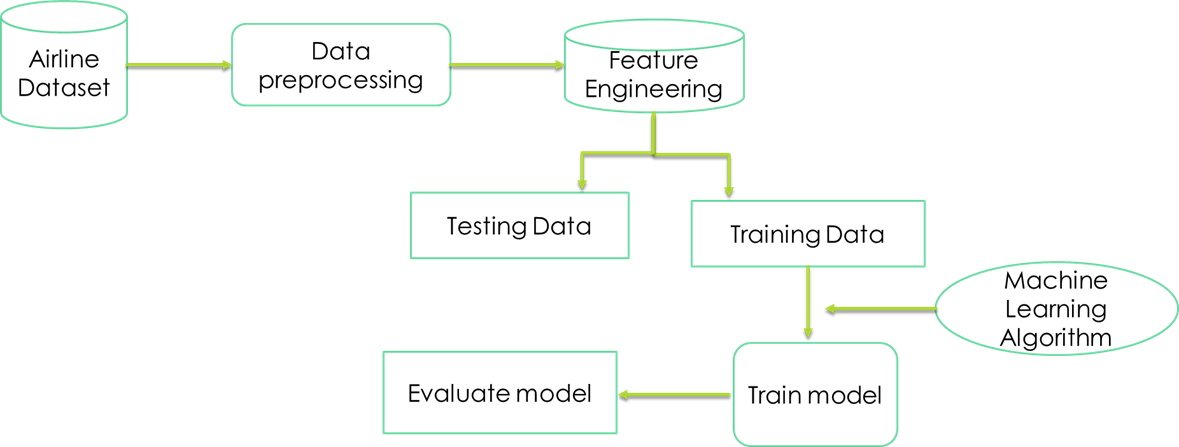 Airline
Dataset
Data
preprocessing
Feature
Engineering
Testing Data
Training Data
Machine
Learning
Algorithm
Evaluate model
Train model